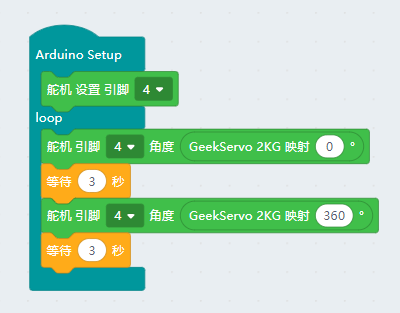 Arduino Setup
舵机 设置 引脚 4
loop
舵机 引脚 4 角度 GeekServo 2KG 映射 0 °
等待 3 秒
舵机 引脚 4 角度 GeekServo 2KG 映射 360 °
等待 3 秒